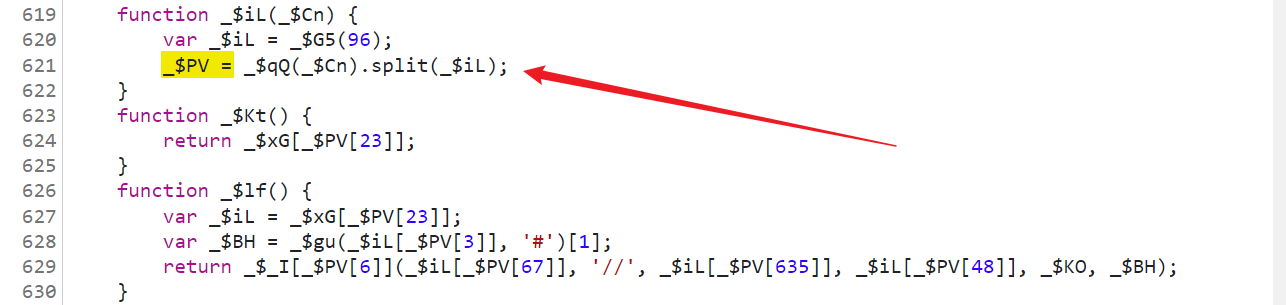 619 function _$iL(_$Cn) {
620 var _$iL = _$G5(96);
621 _$PV = _$qQ(_$Cn).split(_$iL);
622 }
623 function _$Kt() {
624 return _$xG[_$PV[23]];
625 }
626 function _$lf() {
627 var _$iL = _$xG[_$PV[23]];
628 var _$BH = _$gu(_$iL[_$PV[3]], '#')[1];
629 return _$_I[_$PV[6]](_$iL[_$PV[67]], '//', _$iL[_$PV[635]], _$iL[_$PV[48]], _$KO, _$BH);
630 }